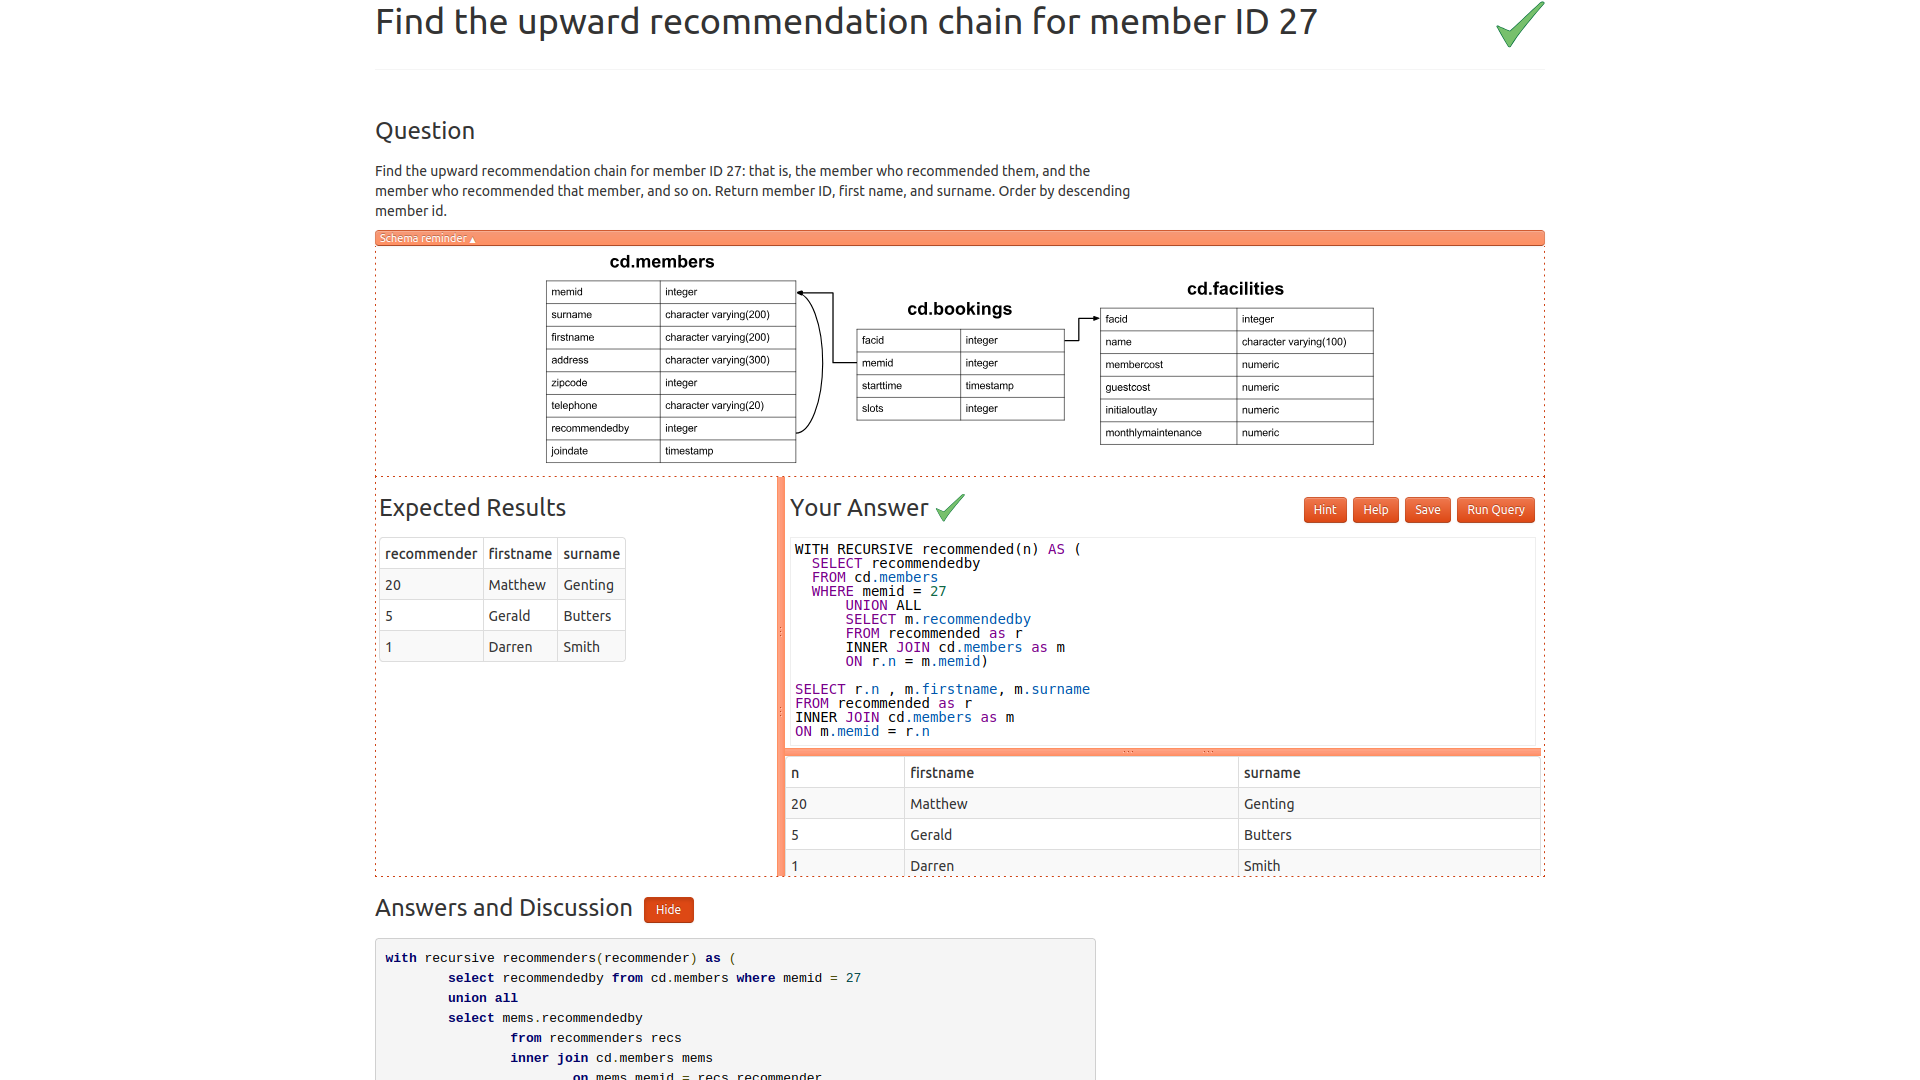 Find the upward recommendation chain for member ID 27
Question
Find the upward recommendation chain for member ID 27: that is, the member who recommended them, and the
member who recommended that member, and so on. Return member ID, first name, and surname. Order by descending
member id.
Schema reminder ▲
cd.members
memid integer
surname character varying(200)
firstname character varying(200)
address character varying(300)
zipcode integer
telephone character varying(20)
recommendedby integer
joindate timestamp
cd.bookings
facid integer
memid integer
starttime timestamp
slots integer
cd.facilities
facid integer
name character varying(100)
membercost numeric
guestcost numeric
initialoutlay numeric
monthlymaintenance numeric
Expected Results
recommender firstname surname
20 Matthew Genting
5 Gerald Butters
1 Darren Smith
Your Answer
Hint Help Save Run Query
WITH RECURSIVE recommended(n) AS (
SELECT recommendedby
FROM cd.members
WHERE memid = 27
UNION ALL
SELECT m.recommendedby
FROM recommended as r
INNER JOIN cd.members as m
ON r.n = m.memid)
SELECT r.n , m.firstname, m.surname
FROM recommended as r
INNER JOIN cd.members as m
ON m.memid = r.n
n firstname surname
20 Matthew Genting
5 Gerald Butters
1 Darren Smith
Answers and Discussion Hide
with recursive recommenders(recommender) as (
select recommendedby from cd.members where memid = 27
union all
select mems.recommendedby
from recommenders recs
inner join cd.members mems
on mems.memid = recs.recommender